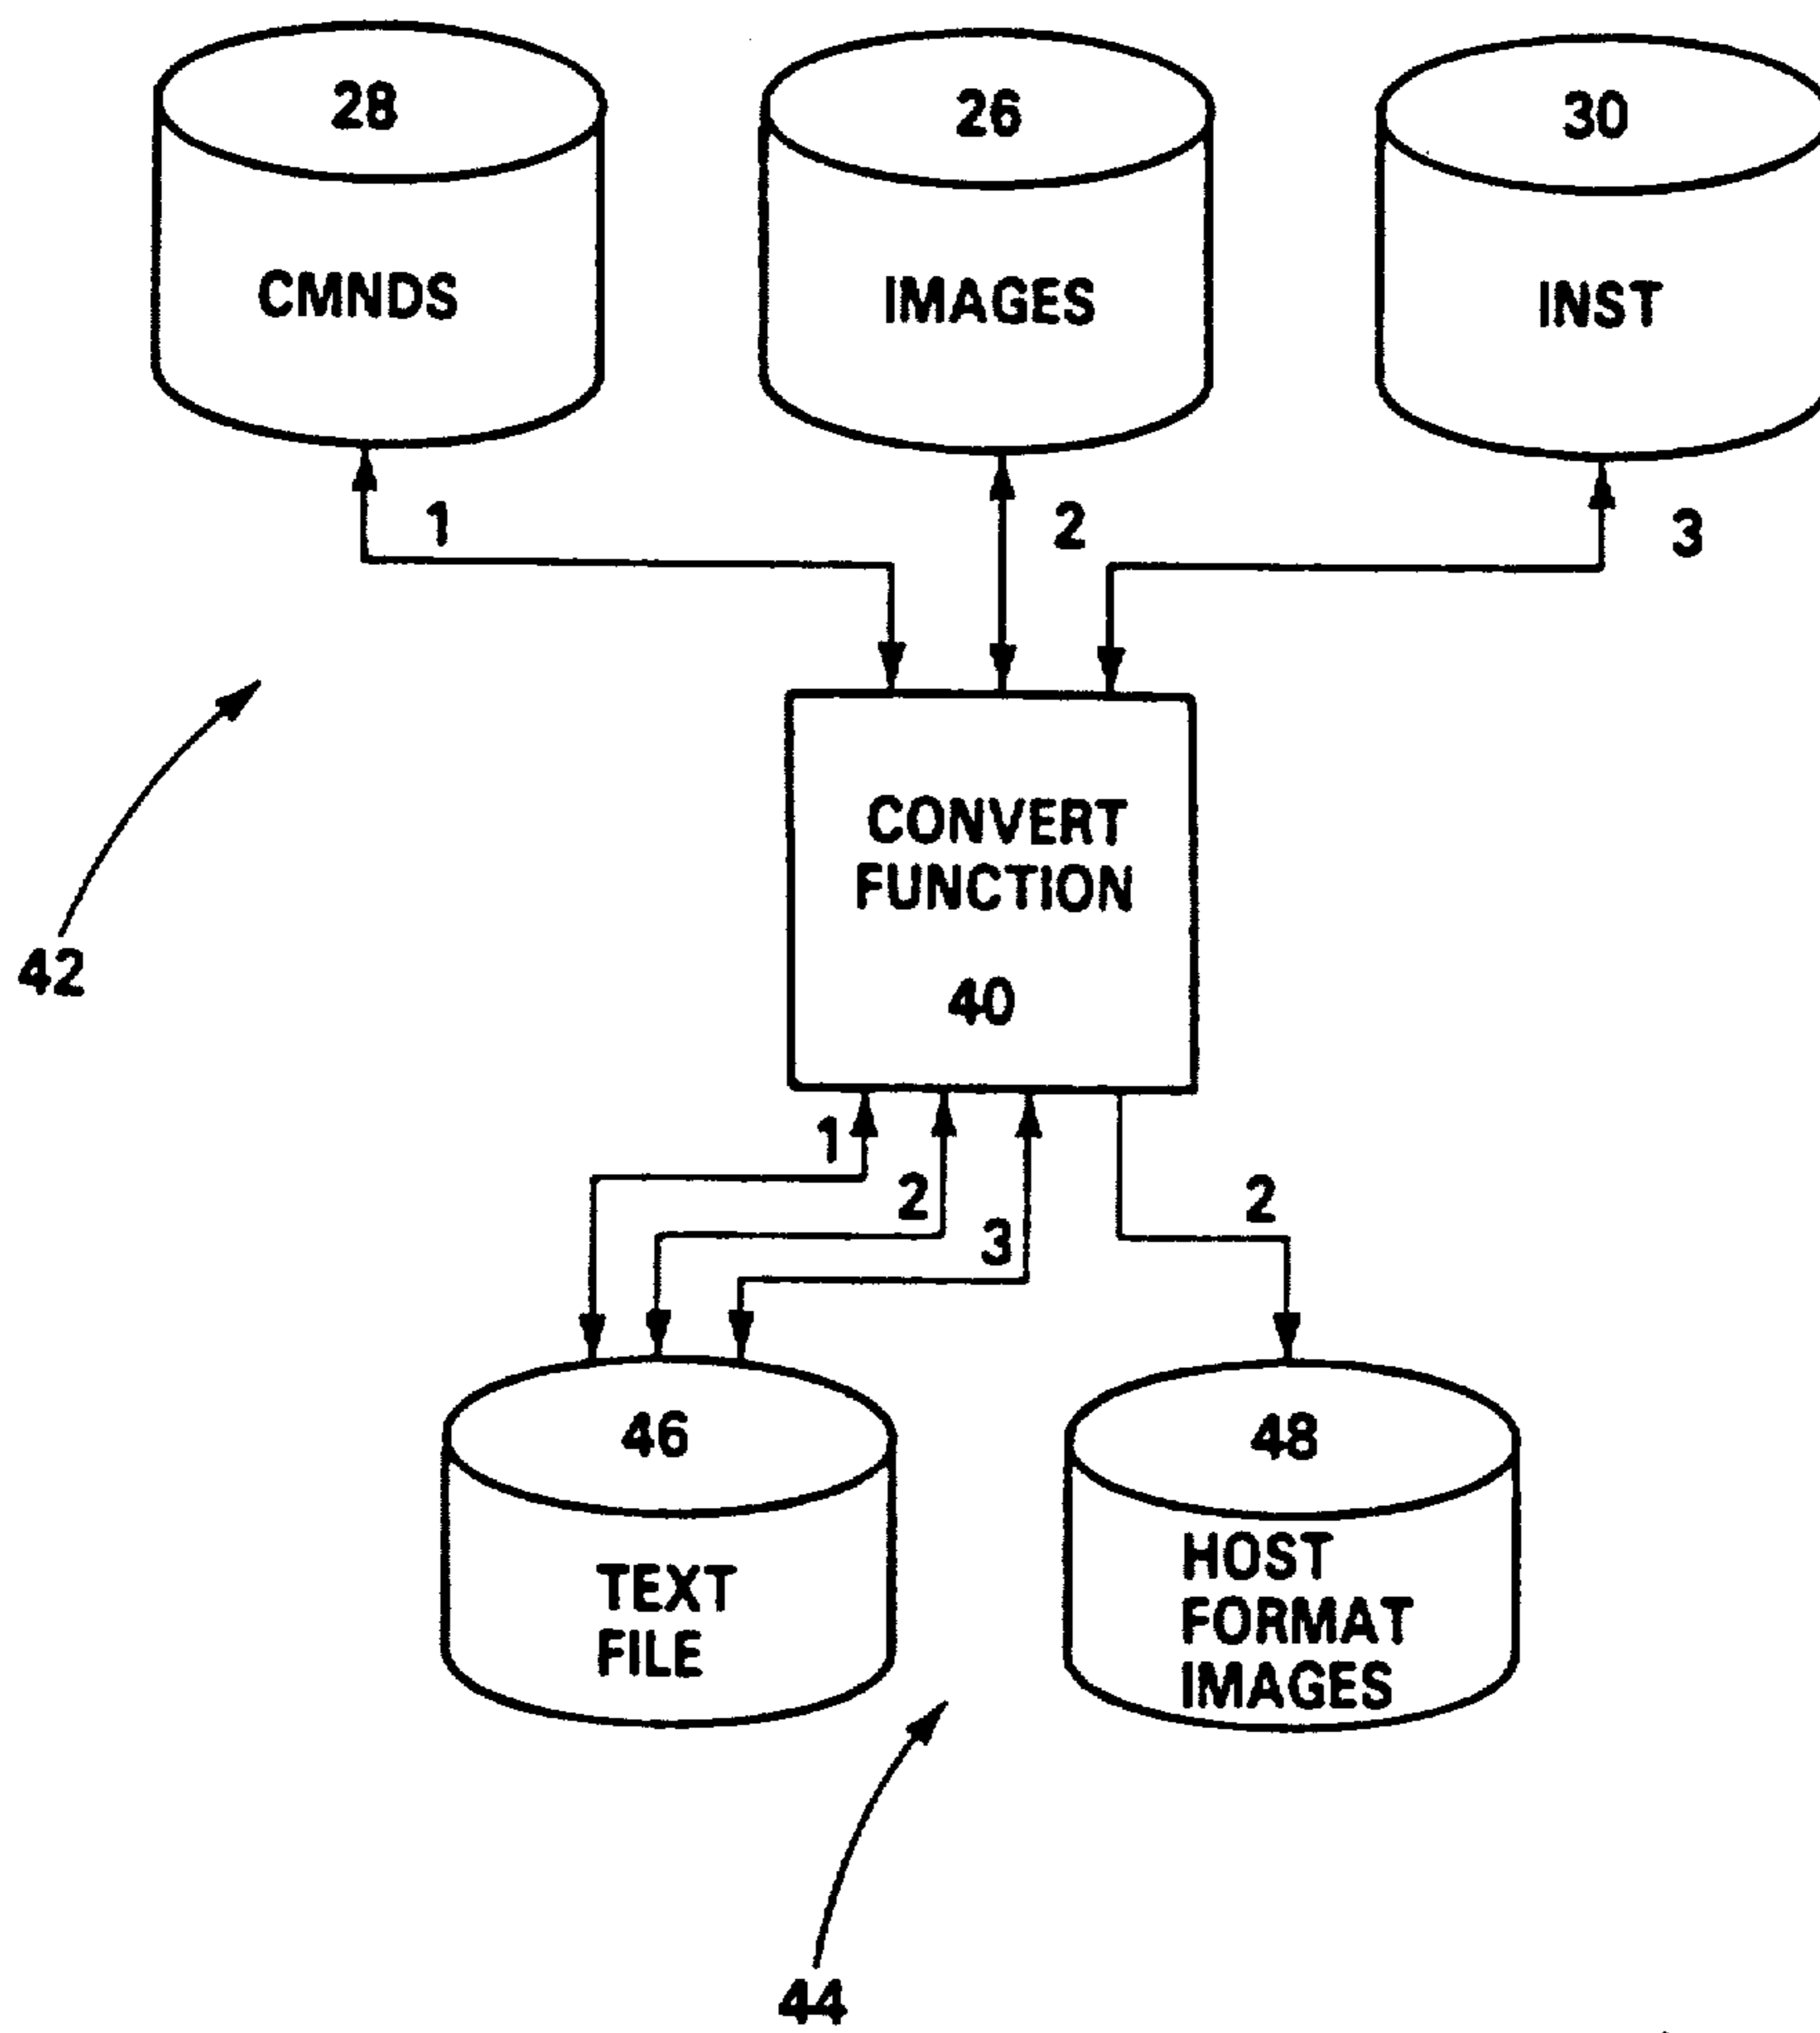 28
26
30
CMNDS
IMAGES
INST
1
2
3
CONVERT
FUNCTION
40
42
1
2
3
2
46
48
TEXT
FILE
HOST
FORMAT
IMAGES
44